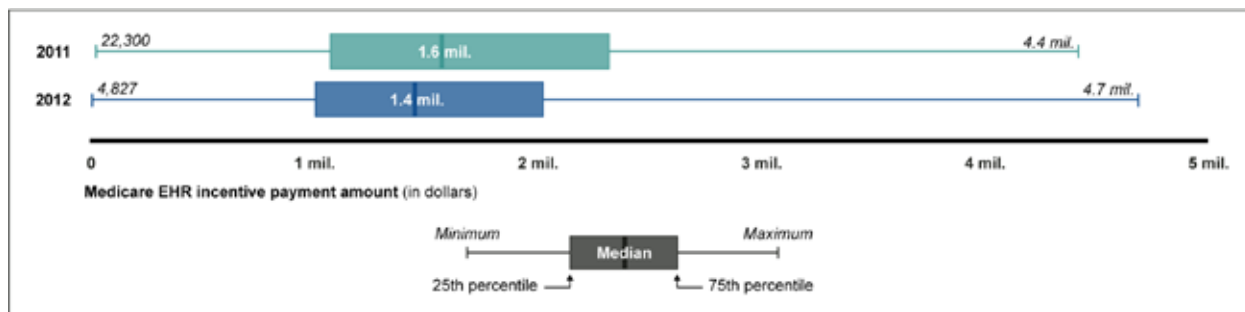 22,300
2011
1.6 mil.
4.4 mil.
4,827
2012
1.4 mil.
4.7 mil.
0 1 mil. 2 mil. 3 mil. 4 mil. 5 mil.
Medicare EHR incentive payment amount (in dollars)
Minimum Maximum
Median
25th percentile 75th percentile